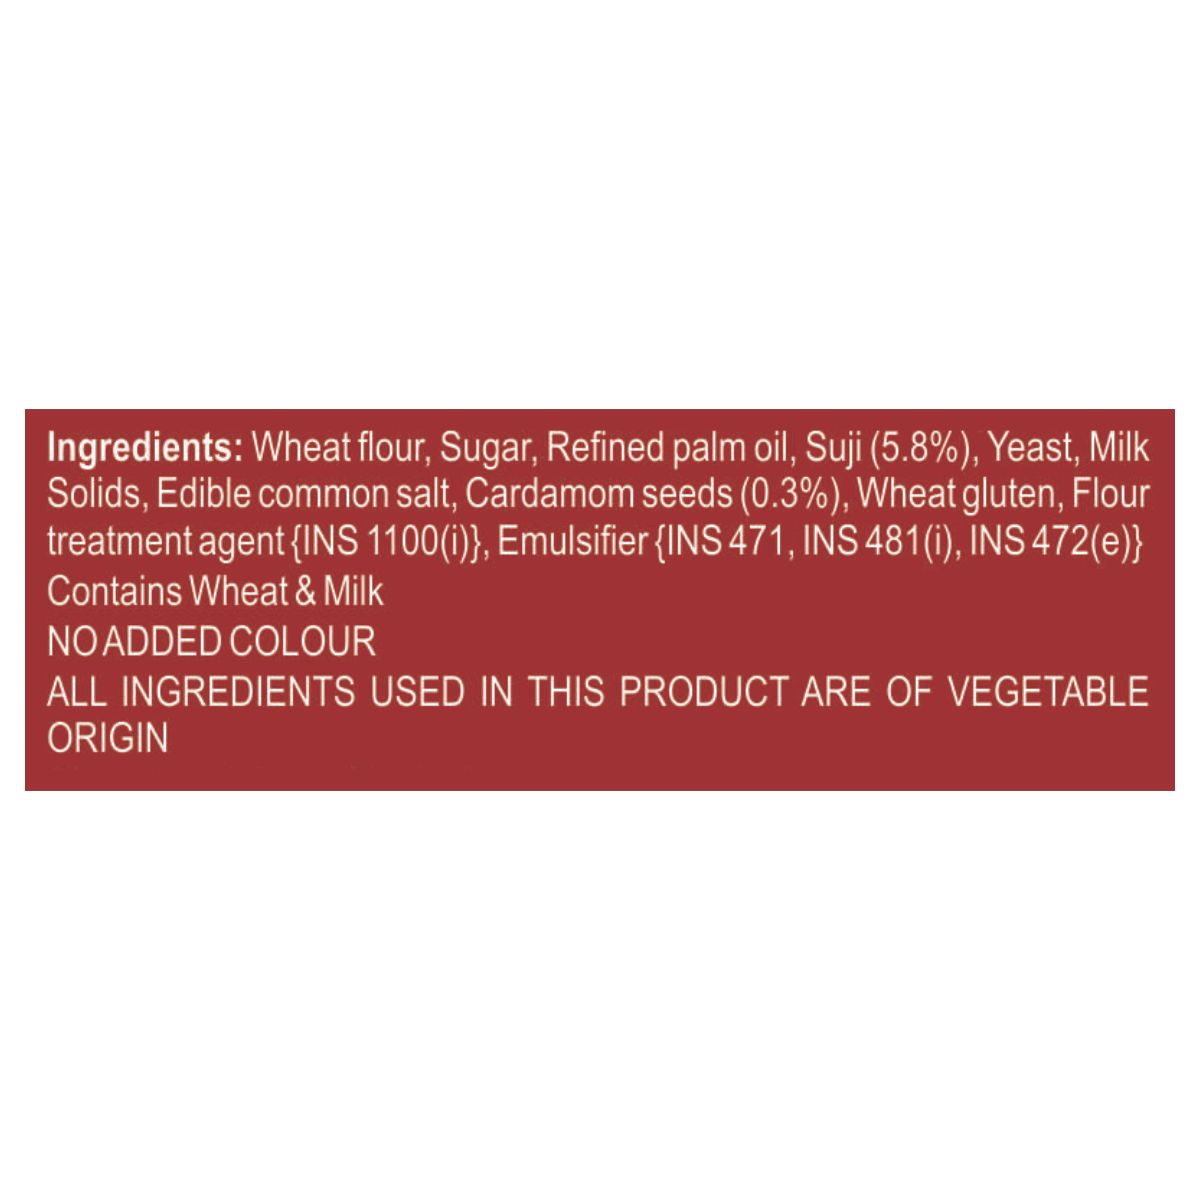 Ingredients: Wheat flour, Sugar, Refined palm oil, Suji (5.8%), Yeast, Milk
Solids, Edible common salt, Cardamom seeds (0.3%), Wheat gluten, Flour
treatment agent {INS 1100(i)}, Emulsifier {INS 471, INS 481(i), INS 472(e)}
Contains Wheat & Milk
NO ADDED COLOUR
ALL INGREDIENTS USED IN THIS PRODUCT ARE OF VEGETABLE
ORIGIN